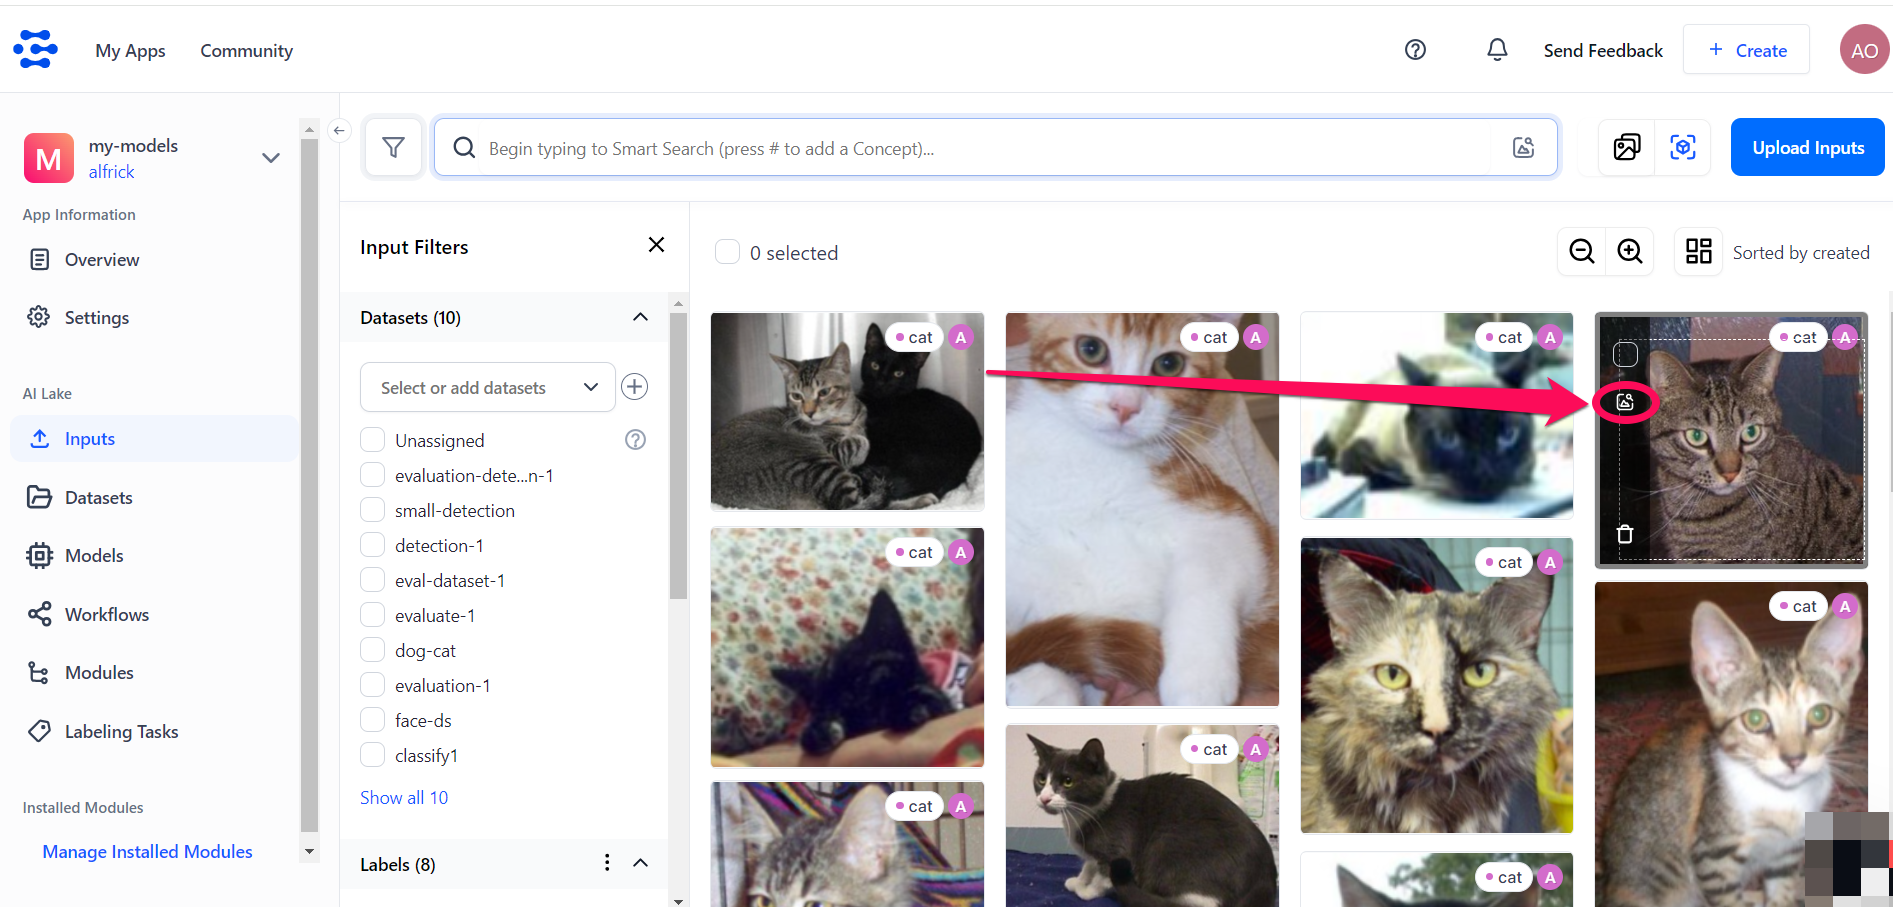 My Apps
Community
Send Feedback
+ Create
AO
M
my-models
alfrick
App Information
Overview
Settings
AI Lake
Inputs
Datasets
Models
Workflows
Modules
Labeling Tasks
Installed Modules
Manage Installed Modules
Begin typing to Smart Search (press # to add a Concept)...
Upload Inputs
Input Filters
Datasets (10)
Select or add datasets
Unassigned
evaluation-dete...n-1
small-detection
detection-1
eval-dataset-1
evaluate-1
dog-cat
evaluation-1
face-ds
classify1
Show all 10
Labels (8)
0 selected
Sorted by created
cat A
cat A
cat A
cat A
cat A
cat A
cat A
cat A
cat A
cat A